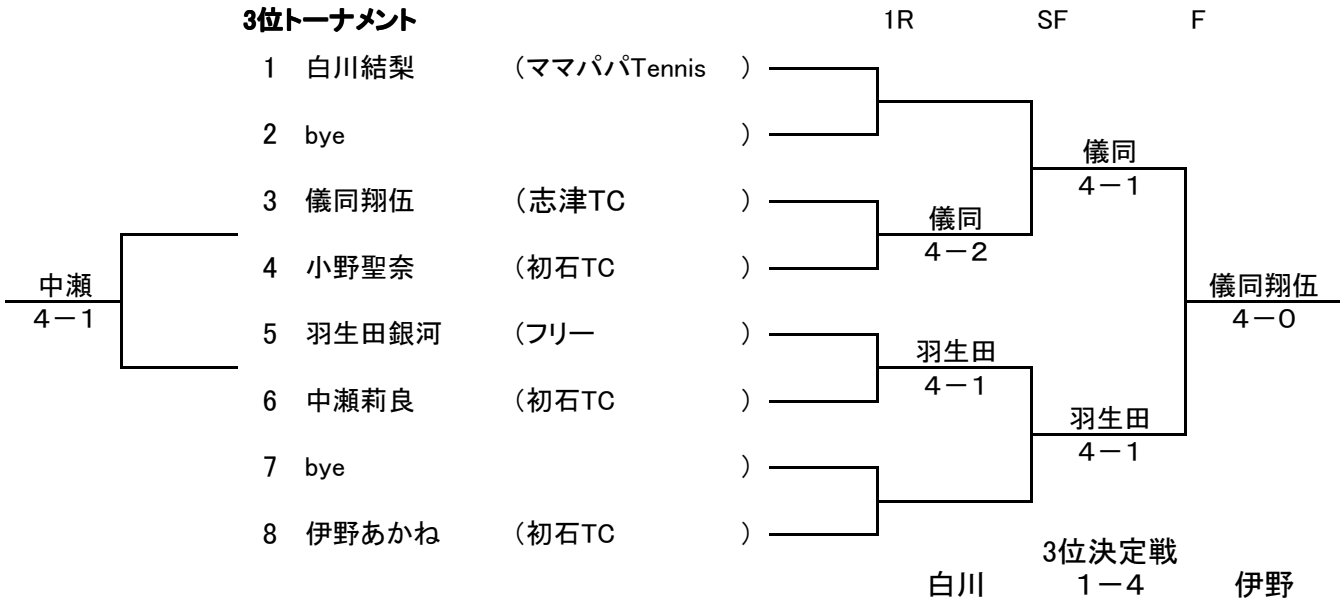 3位トーナメント 1R SF F
1 白川結梨 (ママパパTennis )
2 bye )
儀同
4－1
3 儀同翔伍 (志津TC )
儀同
4－2
4 小野聖奈 (初石TC )
中瀬
4－1
儀同翔伍
4－0
5 羽生田銀河 (フリー )
羽生田
4－1
6 中瀬莉良 (初石TC )
羽生田
4－1
7 bye )
8 伊野あかね (初石TC )
3位決定戦
白川 1－4 伊野